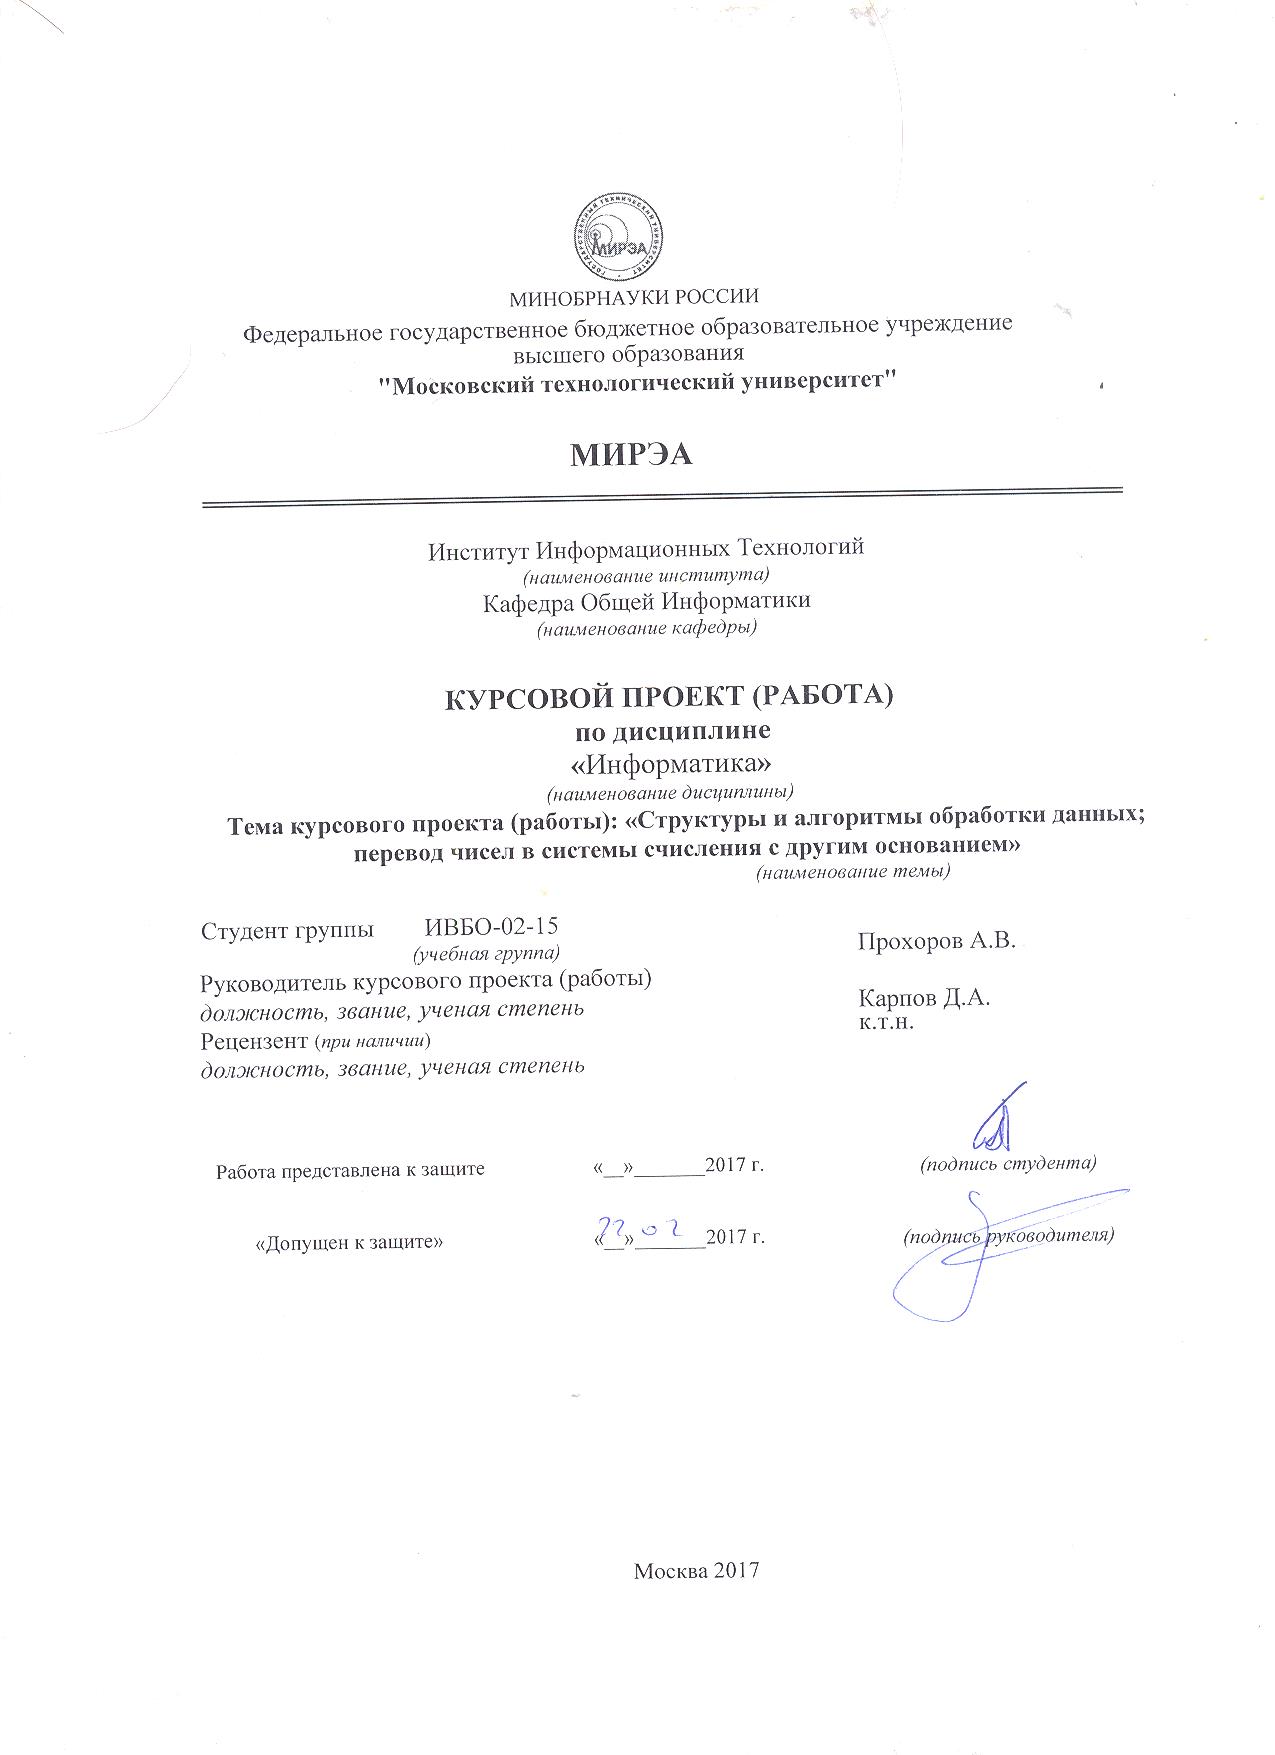 ГОСУДАРСТВЕННЫЙ ТЕХНИЧЕСКИЙ УНИВЕРСИТЕТ
МИРЭА
МИНОБРНАУКИ РОССИИ
Федеральное государственное бюджетное образовательное учреждение
высшего образования
"Московский технологический университет"
МИРЭА
Институт Информационных Технологий
(наименование института)
Кафедра Общей Информатики
(наименование кафедры)
КУРСОВОЙ ПРОЕКТ (РАБОТА)
по дисциплине
«Информатика»
(наименование дисциплины)
Тема курсового проекта (работы): «Структуры и алгоритмы обработки данных;
перевод чисел в системы счисления с другим основанием»
(наименование темы)
Студент группы ИВБО-02-15 Прохоров А.В.
(учебная группа)
Руководитель курсового проекта (работы)
должность, звание, ученая степень Карпов Д.А.
к.т.н.
Рецензент (при наличии)
должность, звание, ученая степень
Работа представлена к защите «__»_______2017 г. (подпись студента)
«Допущен к защите» «__»_______2017 г. (подпись руководителя)
Москва 2017